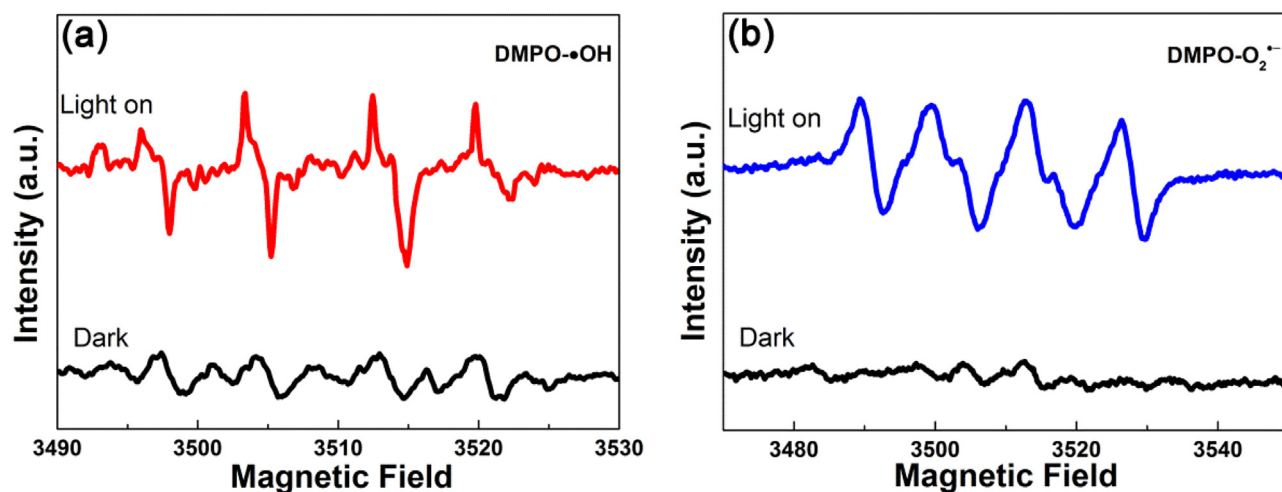 (a)
DMPO-•OH
Light on
Dark
Intensity (a.u.)
3490 3500 3510 3520 3530
Magnetic Field
(b)
DMPO-O₂•−
Light on
Dark
Intensity (a.u.)
3480 3500 3520 3540
Magnetic Field